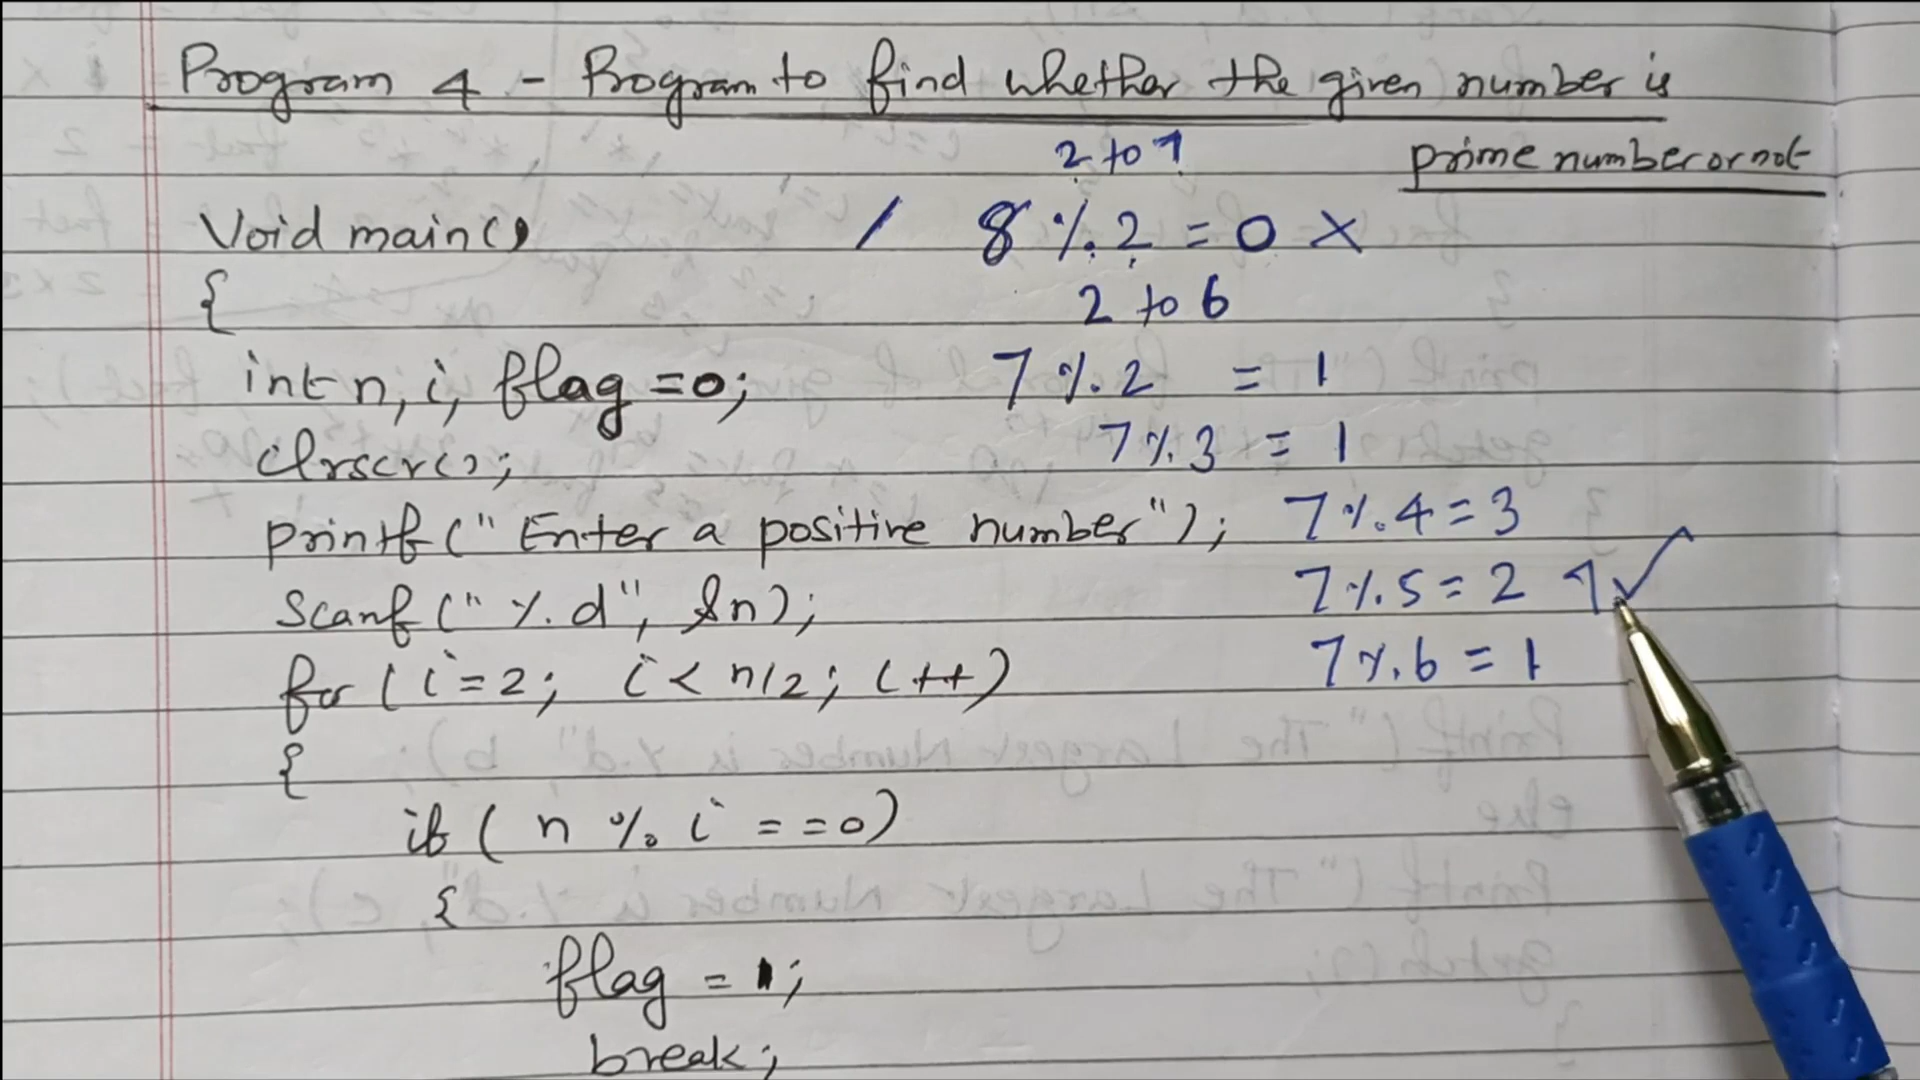 Program 4 - Program to find whether the given number is
prime number or not
2 to 7
Void main()
/ 8 % 2 = 0 ×
{
2 to 6
int n, i, flag = 0;
7 % 2 = 1
clrscr();
7 % 3 = 1
printf(" Enter a positive number");
7 % 4 = 3
scanf(" %d", &n);
7 % 5 = 2 7 ✓
for (i=2; i< n/2; i++)
7 % 6 = 1
{
if ( n % i == 0)
{
flag = 1;
break;